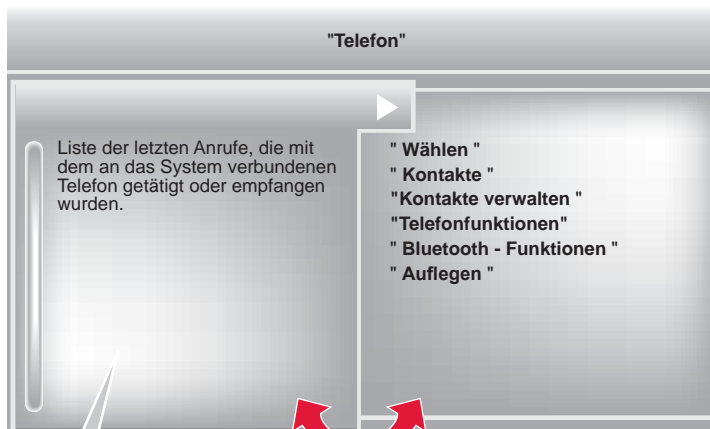 "Telefon"
Liste der letzten Anrufe, die mit
dem an das System verbundenen
Telefon getätigt oder empfangen
wurden.
" Wählen "
" Kontakte "
"Kontakte verwalten "
"Telefonfunktionen"
" Bluetooth - Funktionen "
" Auflegen "